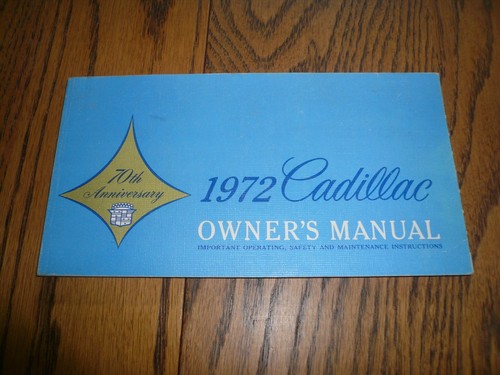 70th
Anniversary
1972 Cadillac
OWNER'S MANUAL
IMPORTANT OPERATING, SAFETY AND MAINTENANCE INSTRUCTIONS